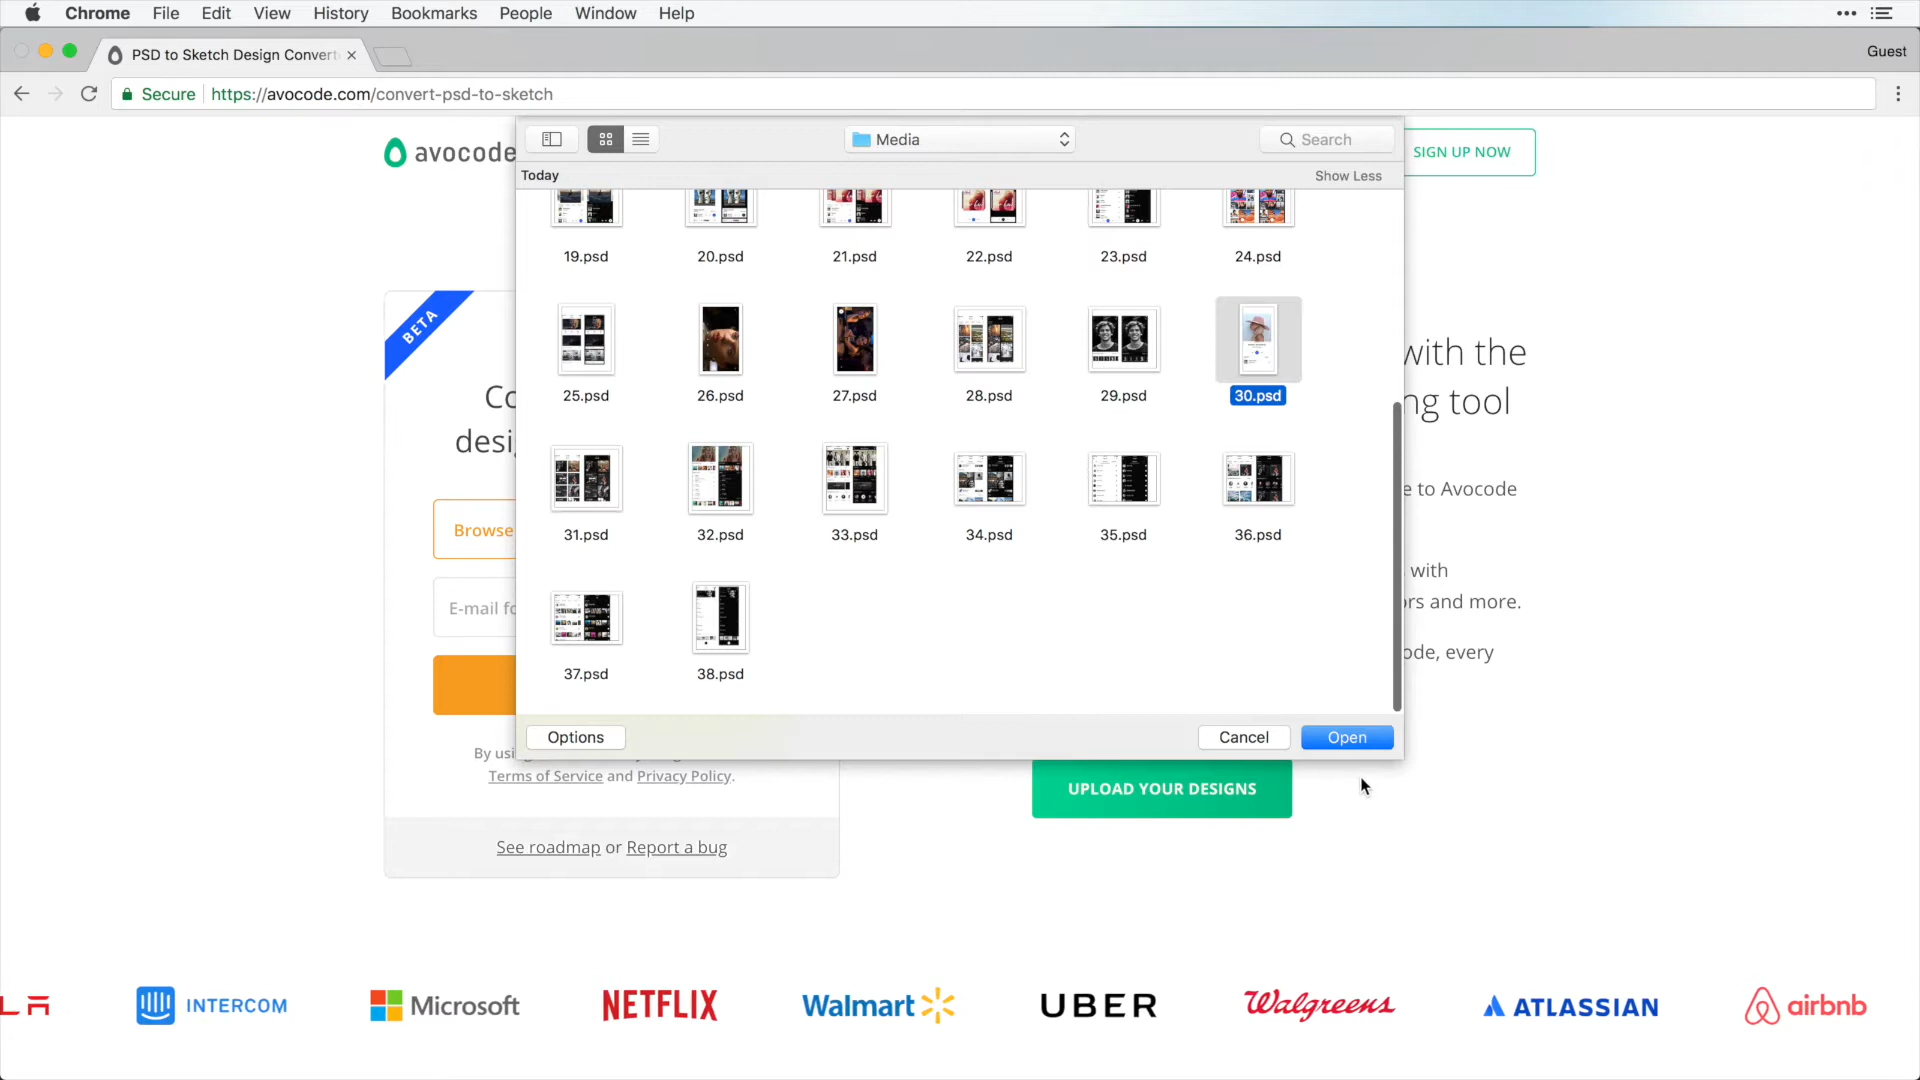 Chrome File Edit View History Bookmarks People Window Help
PSD to Sketch Design Convert
Guest
Secure https://avocode.com/convert-psd-to-sketch
avocode
Media
Search
SIGN UP NOW
Today
Show Less
19.psd 20.psd 21.psd 22.psd 23.psd 24.psd
BETA
with the
25.psd 26.psd 27.psd 28.psd 29.psd 30.psd
ng tool
Co
desi
e to Avocode
Browse
31.psd 32.psd 33.psd 34.psd 35.psd 36.psd
with
E-mail fo
ors and more.
ode, every
37.psd 38.psd
Options
Cancel
Open
By usi
Terms of Service and Privacy Policy.
UPLOAD YOUR DESIGNS
See roadmap or Report a bug
INTERCOM Microsoft NETFLIX Walmart UBER Walgreens ATLASSIAN airbnb